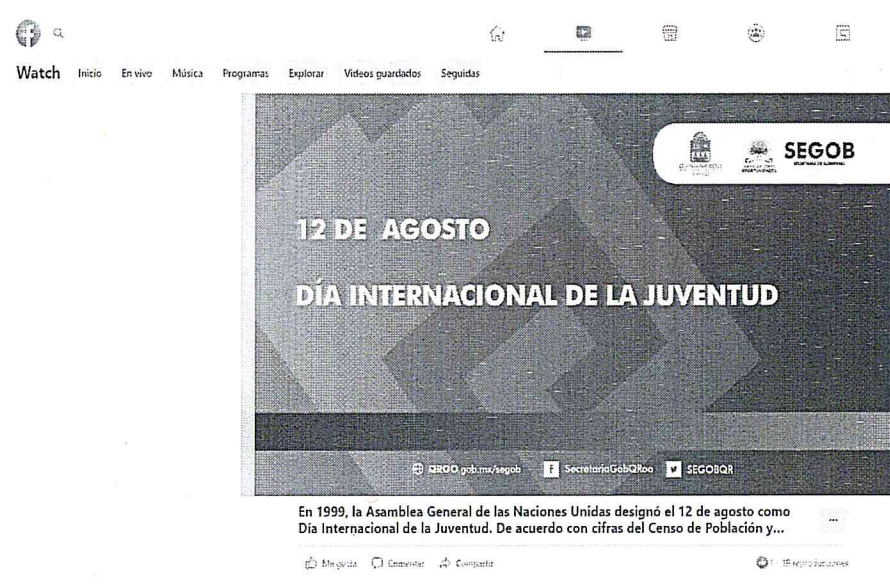 Watch Inicio En vivo Música Programas Explorar Videos guardados Seguidas
SEGOB
12 DE AGOSTO
DÍA INTERNACIONAL DE LA JUVENTUD
QROO.gob.mx/segob SecretariaGobQRoo SEGOBQR
En 1999, la Asamblea General de las Naciones Unidas designó el 12 de agosto como
Día Internacional de la Juventud. De acuerdo con cifras del Censo de Población y...
Me gusta Comentar Compartir 1 · 19 reproducciones